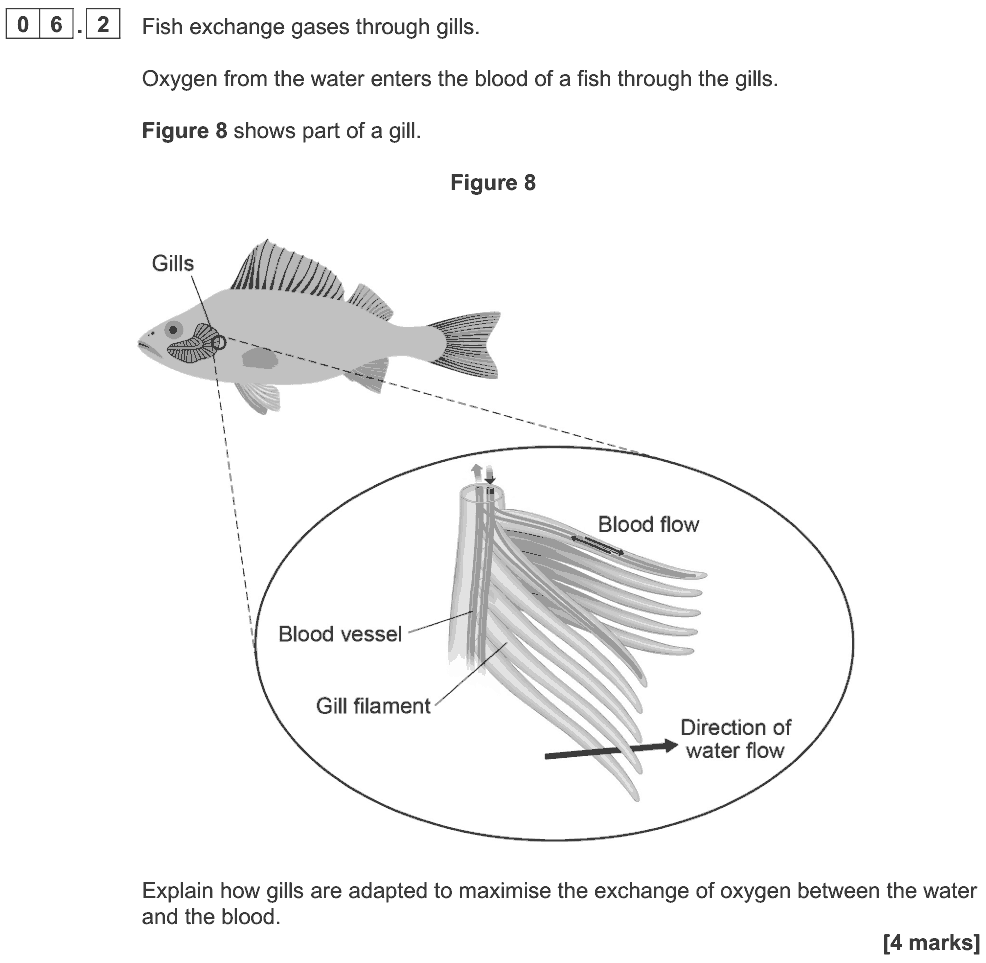 0 6 . 2 Fish exchange gases through gills.
Oxygen from the water enters the blood of a fish through the gills.
Figure 8 shows part of a gill.
Figure 8
Gills
Blood flow
Blood vessel
Gill filament
Direction of
water flow
Explain how gills are adapted to maximise the exchange of oxygen between the water
and the blood.
[4 marks]